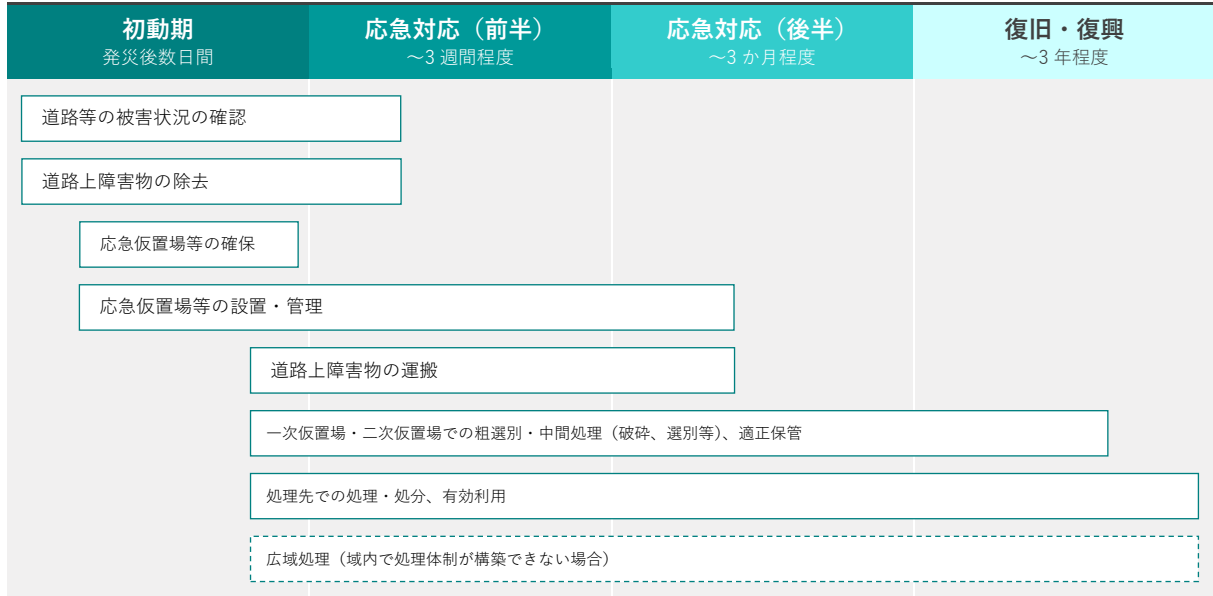 初動期
発災後数日間
応急対応（前半）
～3 週間程度
応急対応（後半）
～3 か月程度
復旧・復興
～3 年程度
道路等の被害状況の確認
道路上障害物の除去
応急仮置場等の確保
応急仮置場等の設置・管理
道路上障害物の運搬
一次仮置場・二次仮置場での粗選別・中間処理（破砕、選別等）、適正保管
処理先での処理・処分、有効利用
広域処理（域内で処理体制が構築できない場合）